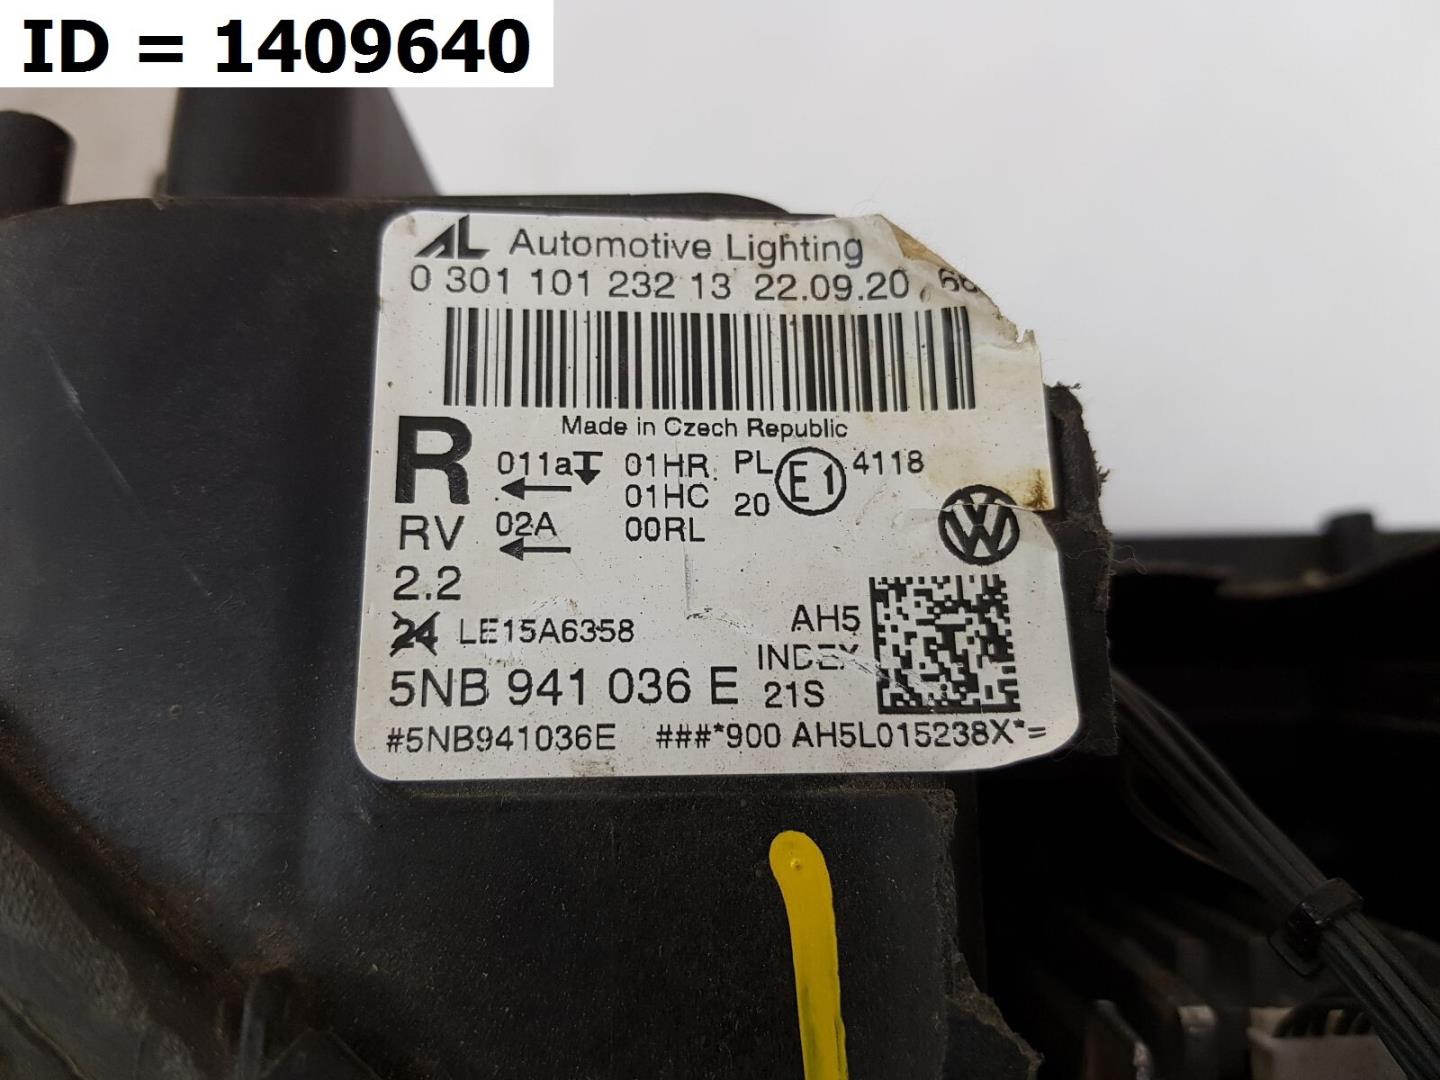 ID = 1409640
AL Automotive Lighting
0 301 101 232 13 22.09.20
Made in Czech Republic
R 011a 01HR PL E1 4118
01HC 20
RV 02A 00RL
2.2
24 LE15A6358 AH5
INDEX
5NB 941 036 E 21S
#5NB941036E ###*900 AH5L015238X*=